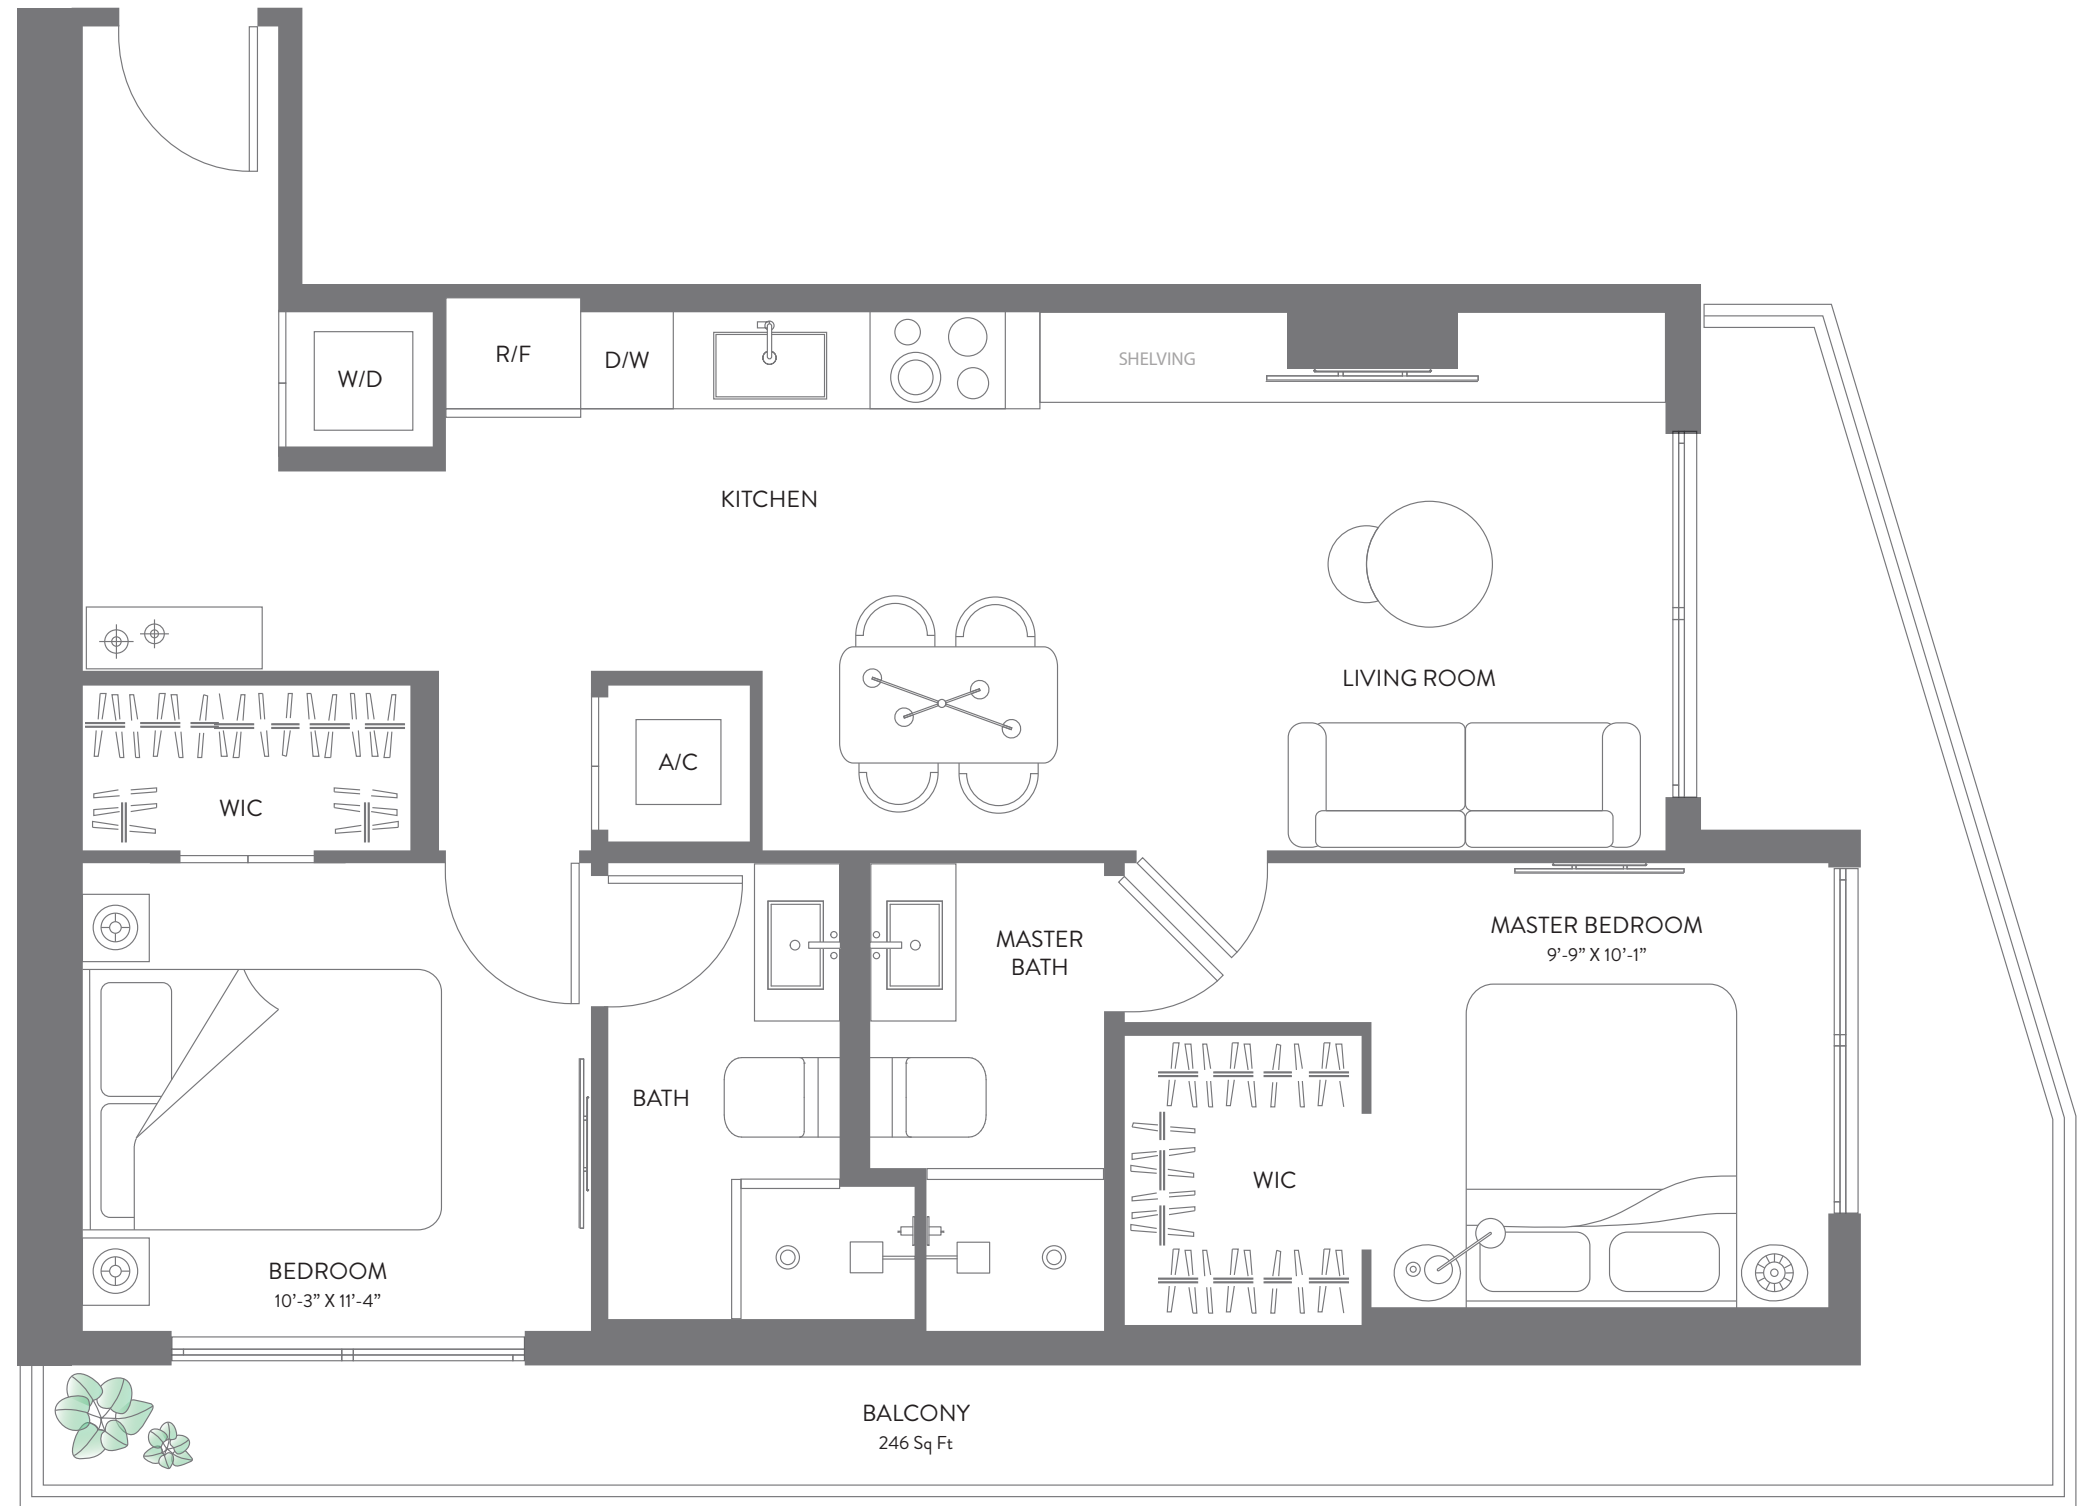 R/F
D/W
W/D
SHELVING
KITCHEN
LIVING ROOM
A/C
WIC
MASTER BEDROOM
9’-9” X 10’-1”
MASTER
BATH
BATH
WIC
BEDROOM
10’-3” X 11’-4”
BALCONY
246 Sq Ft